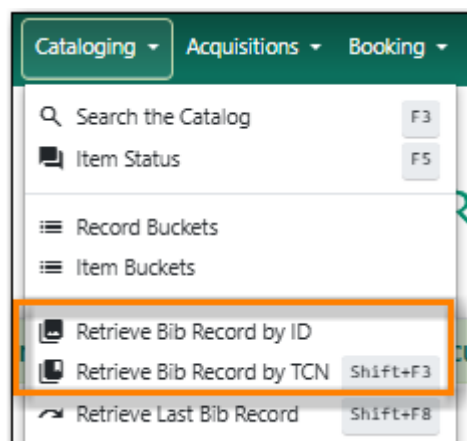 Cataloging Acquisitions Booking
Search the Catalog F3
Item Status F5
Record Buckets
Item Buckets
Retrieve Bib Record by ID
Retrieve Bib Record by TCN Shift+F3
Retrieve Last Bib Record Shift+F8